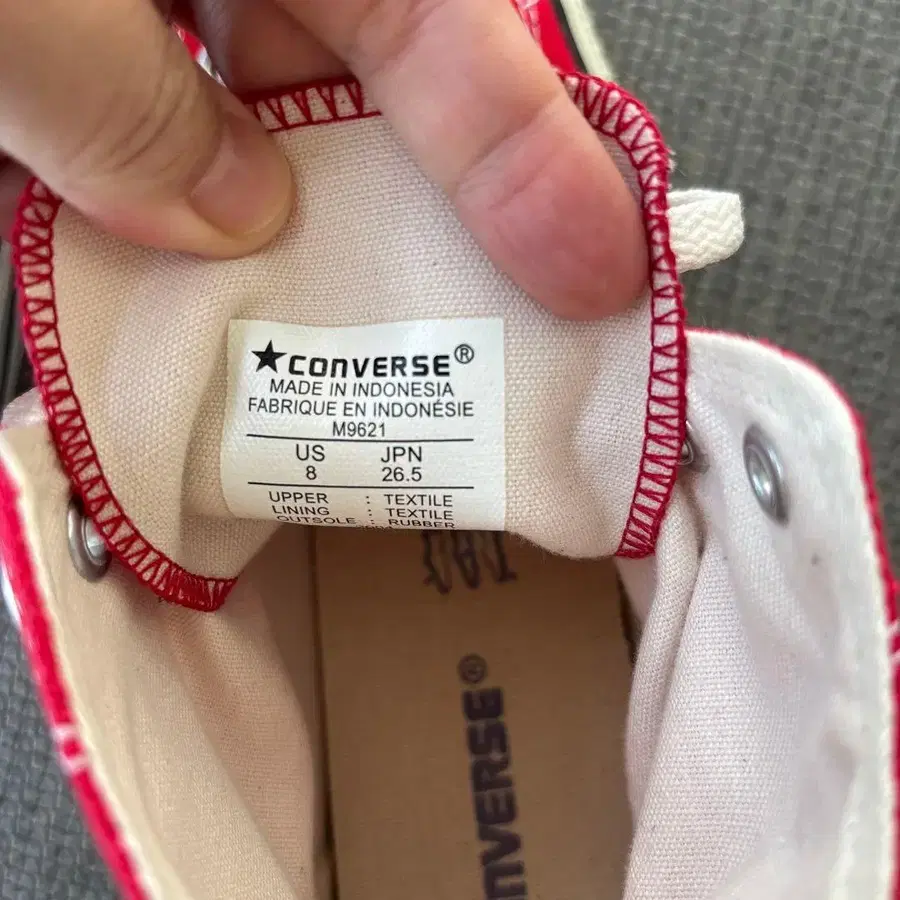 ★CONVERSE®
MADE IN INDONESIA
FABRIQUE EN INDONÉSIE
M9621
US JPN
8 26.5
UPPER : TEXTILE
LINING : TEXTILE
OUTSOLE : RUBBER
NVERSE®